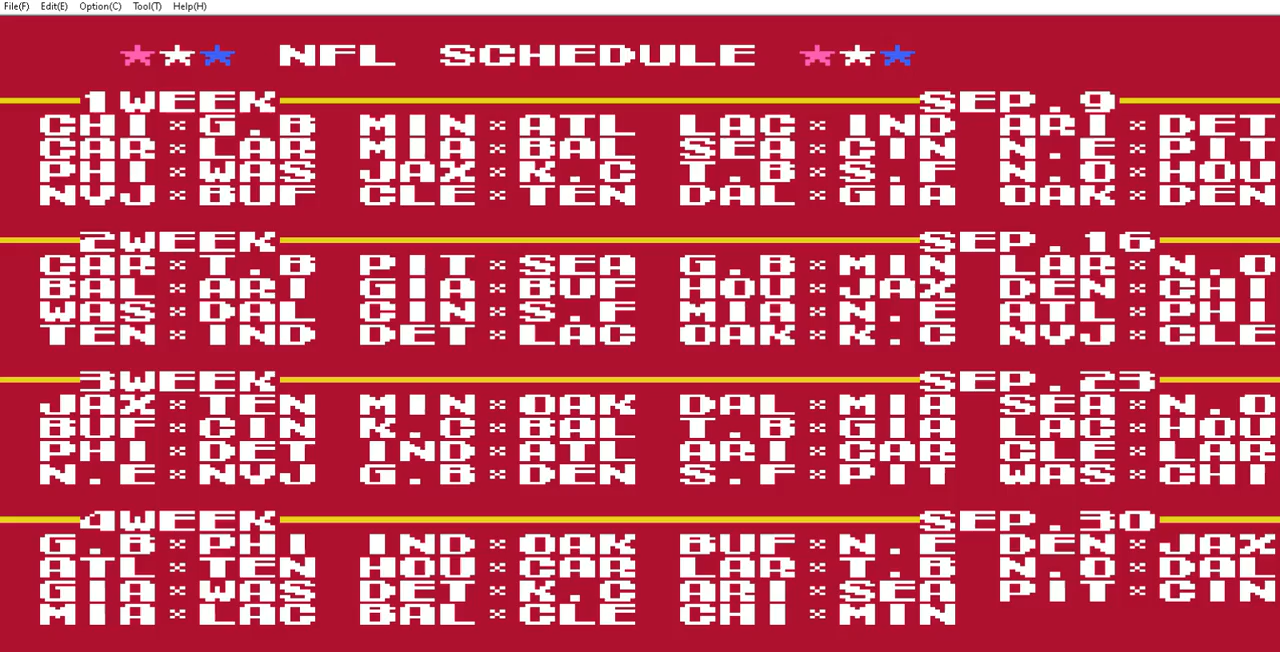 File(F) Edit(E) Option(C) Tool(T) Help(H)
NFL SCHEDULE
1 WEEK SEP. 9
CHI × G.B MIN × ATL LAC × IND ARI × DET
CAR × LAR MIA × BAL SEA × CIN N.E × PIT
PHI × WAS JAX × K.C T.B × S.F N.O × HOU
NYJ × BUF CLE × TEN DAL × GIA OAK × DEN
2WEEK SEP.16
CAR × T.B PIT × SEA G.B × MIN LAR × N.O
BAL × ARI GIA × BUF HOU × JAX DEN × CHI
WAS × DAL CIN × S.F MIA × N.E ATL × PHI
TEN × IND DET × LAC OAK × K.C NYJ × CLE
3WEEK SEP.23
JAX × TEN MIN × OAK DAL × MIA SEA × N.O
BUF × CIN K.C × BAL T.B × GIA LAC × HOU
PHI × DET IND × ATL ARI × CAR CLE × LAR
N.E × NYJ G.B × DEN S.F × PIT WAS × CHI
4WEEK SEP.30
G.B × PHI IND × OAK BUF × N.E DEN × JAX
ATL × TEN HOU × CAR LAR × T.B N.O × DAL
GIA × WAS DET × K.C ARI × SEA PIT × CIN
MIA × LAC BAL × CLE CHI × MIN